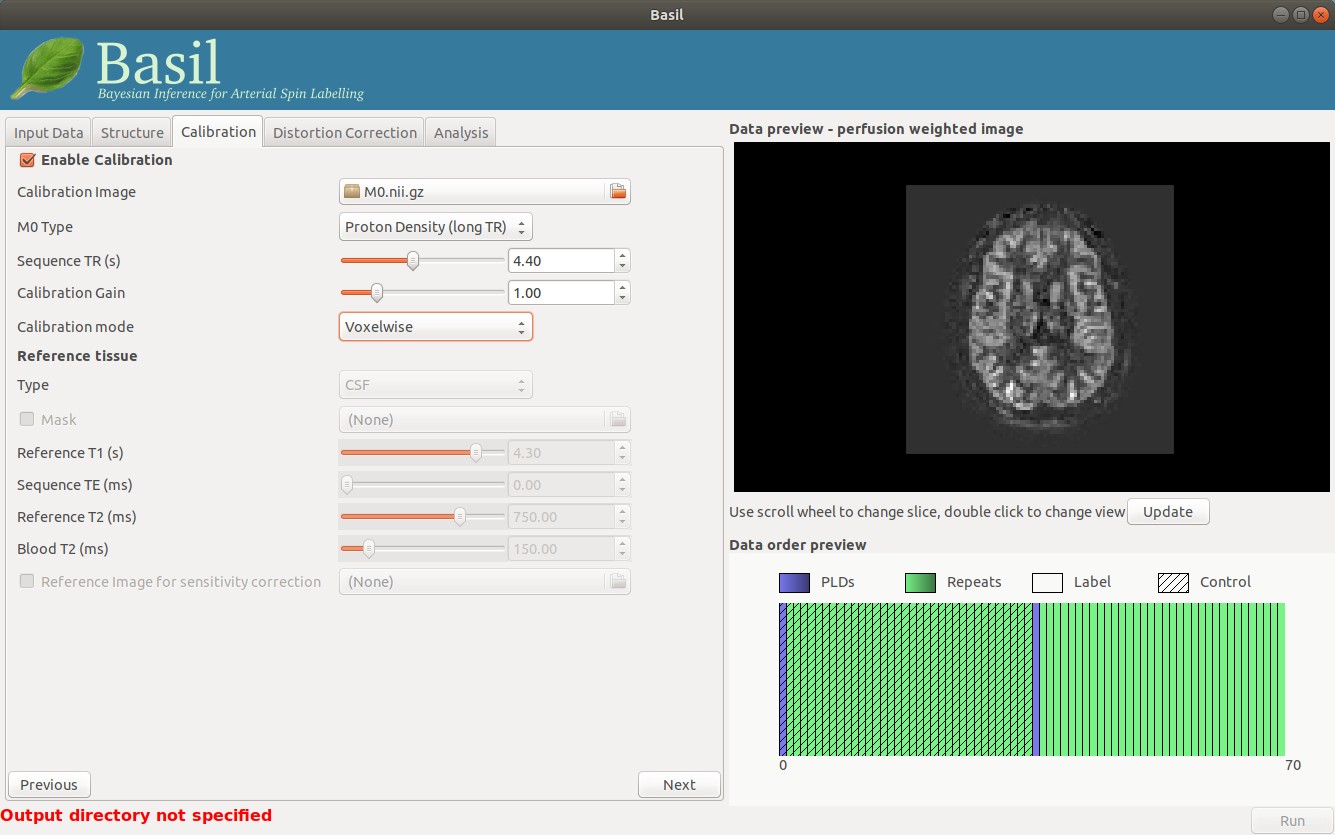 Basil
Basil
Bayesian Inference for Arterial Spin Labelling
Input Data Structure Calibration Distortion Correction Analysis
Enable Calibration
Calibration Image M0.nii.gz
M0 Type Proton Density (long TR)
Sequence TR (s) 4.40
Calibration Gain 1.00
Calibration mode Voxelwise
Reference tissue
Type CSF
Mask (None)
Reference T1 (s) 4.30
Sequence TE (ms) 0.00
Reference T2 (ms) 750.00
Blood T2 (ms) 150.00
Reference Image for sensitivity correction (None)
Previous Next
Data preview - perfusion weighted image
Use scroll wheel to change slice, double click to change view Update
Data order preview
PLDs Repeats Label Control
0 70
Output directory not specified
Run